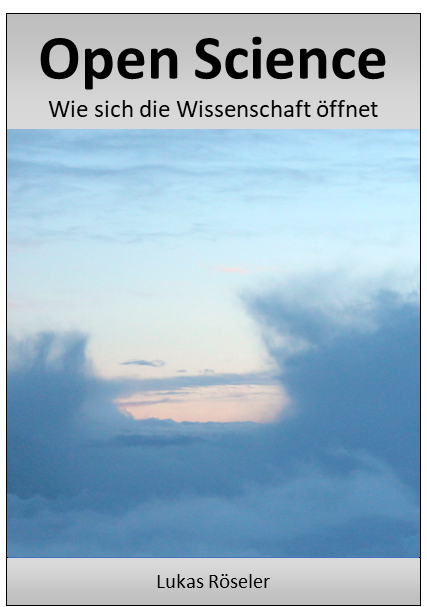 Open Science
Wie sich die Wissenschaft öffnet
Lukas Röseler